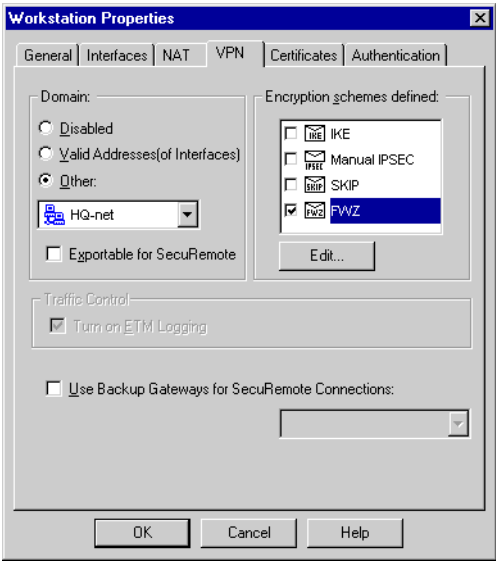 Workstation Properties
General Interfaces NAT VPN Certificates Authentication
Domain:
Disabled
Valid Addresses(of Interfaces)
Other:
HQ-net
Exportable for SecuRemote
Encryption schemes defined:
IKE IKE
IPSEC Manual IPSEC
SKIP SKIP
FWZ FWZ
Edit...
Traffic Control
Turn on ETM Logging
Use Backup Gateways for SecuRemote Connections:
OK Cancel Help